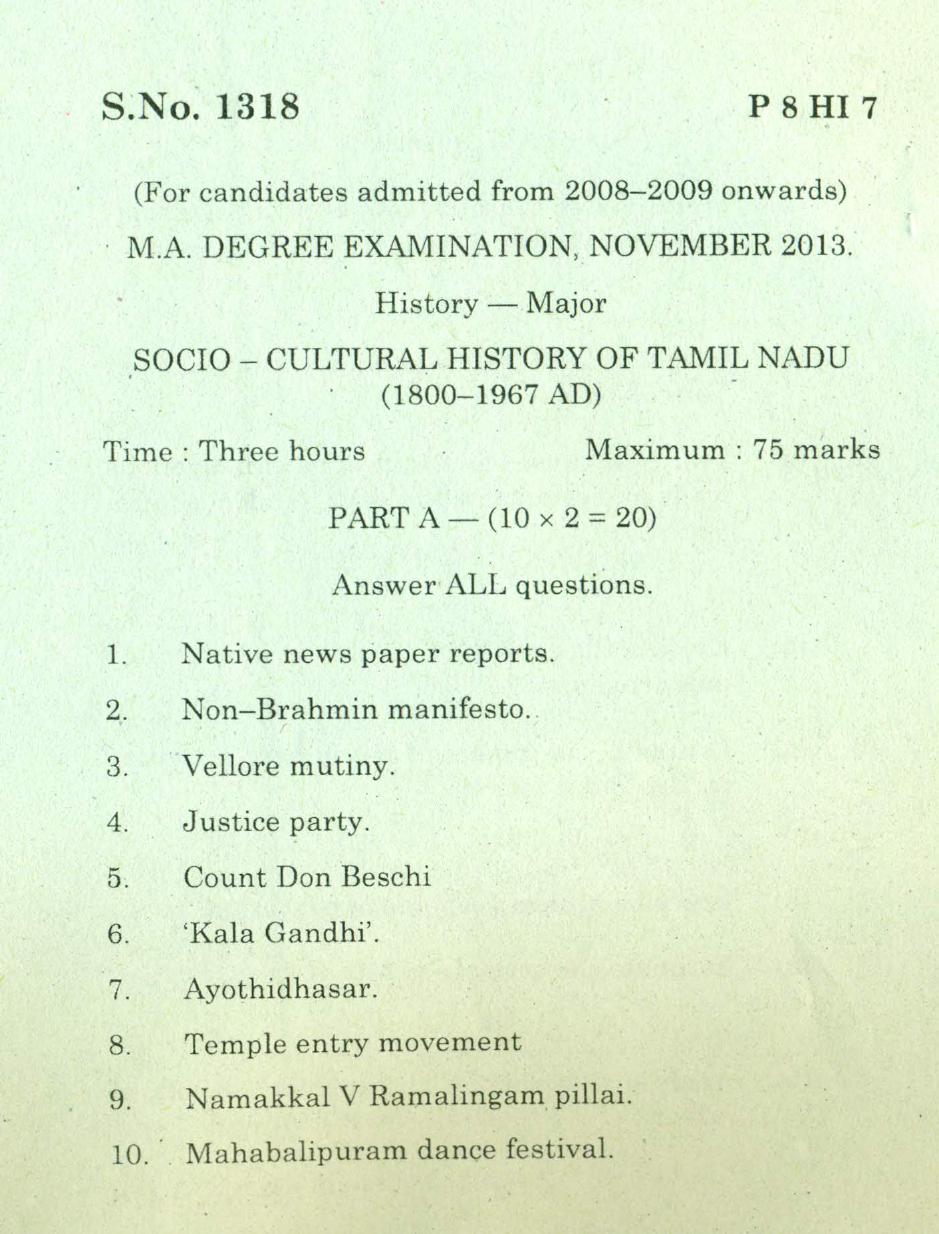 S.No. 1318 P 8 HI 7
(For candidates admitted from 2008–2009 onwards)
M.A. DEGREE EXAMINATION, NOVEMBER 2013.
History — Major
SOCIO – CULTURAL HISTORY OF TAMIL NADU
(1800–1967 AD)
Time : Three hours Maximum : 75 marks
PART A — (10 × 2 = 20)
Answer ALL questions.
1. Native news paper reports.
2. Non–Brahmin manifesto.
3. Vellore mutiny.
4. Justice party.
5. Count Don Beschi
6. ‘Kala Gandhi’.
7. Ayothidhasar.
8. Temple entry movement
9. Namakkal V Ramalingam pillai.
10. Mahabalipuram dance festival.